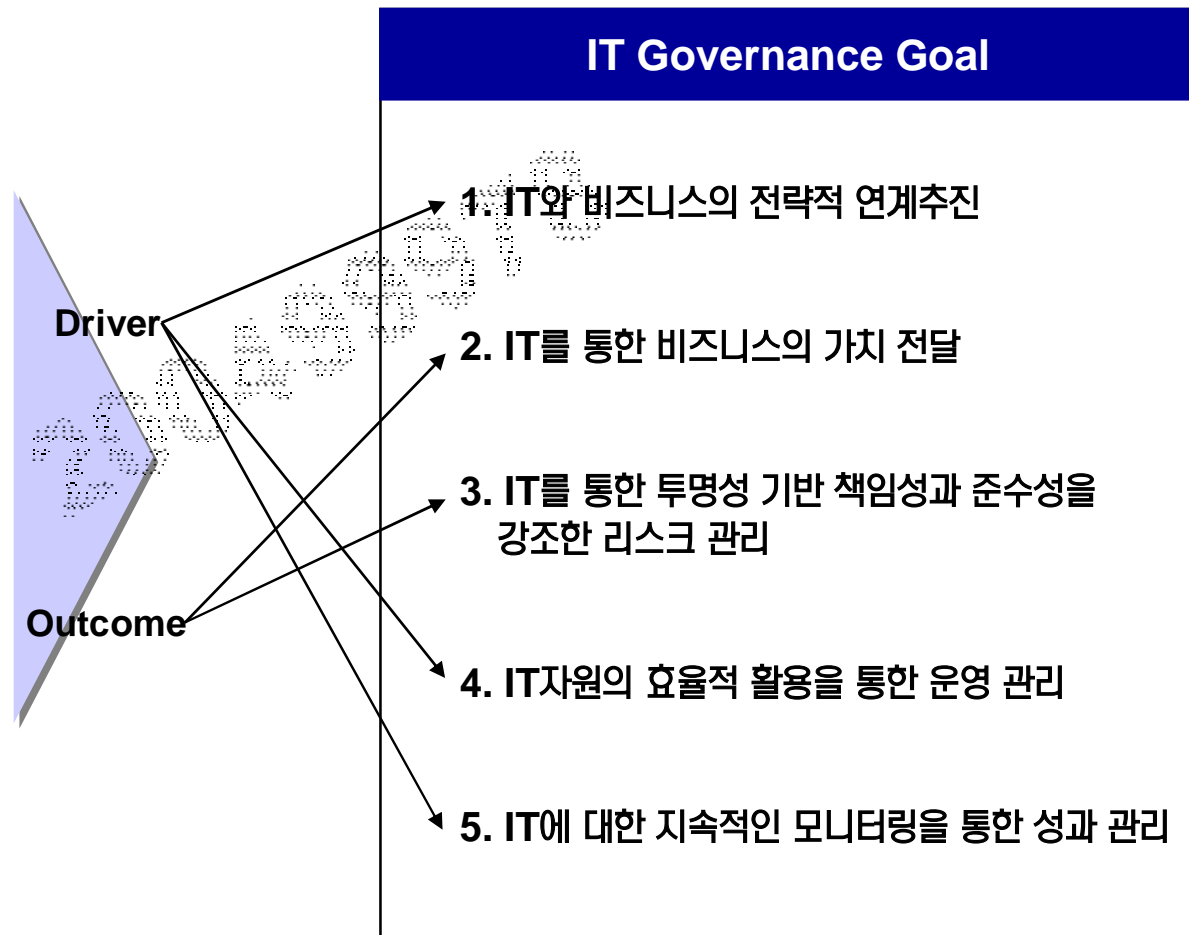 IT Governance Goal
1. IT와 비즈니스의 전략적 연계추진
Driver
2. IT를 통한 비즈니스의 가치 전달
3. IT를 통한 투명성 기반 책임성과 준수성을
강조한 리스크 관리
Outcome
4. IT자원의 효율적 활용을 통한 운영 관리
5. IT에 대한 지속적인 모니터링을 통한 성과 관리